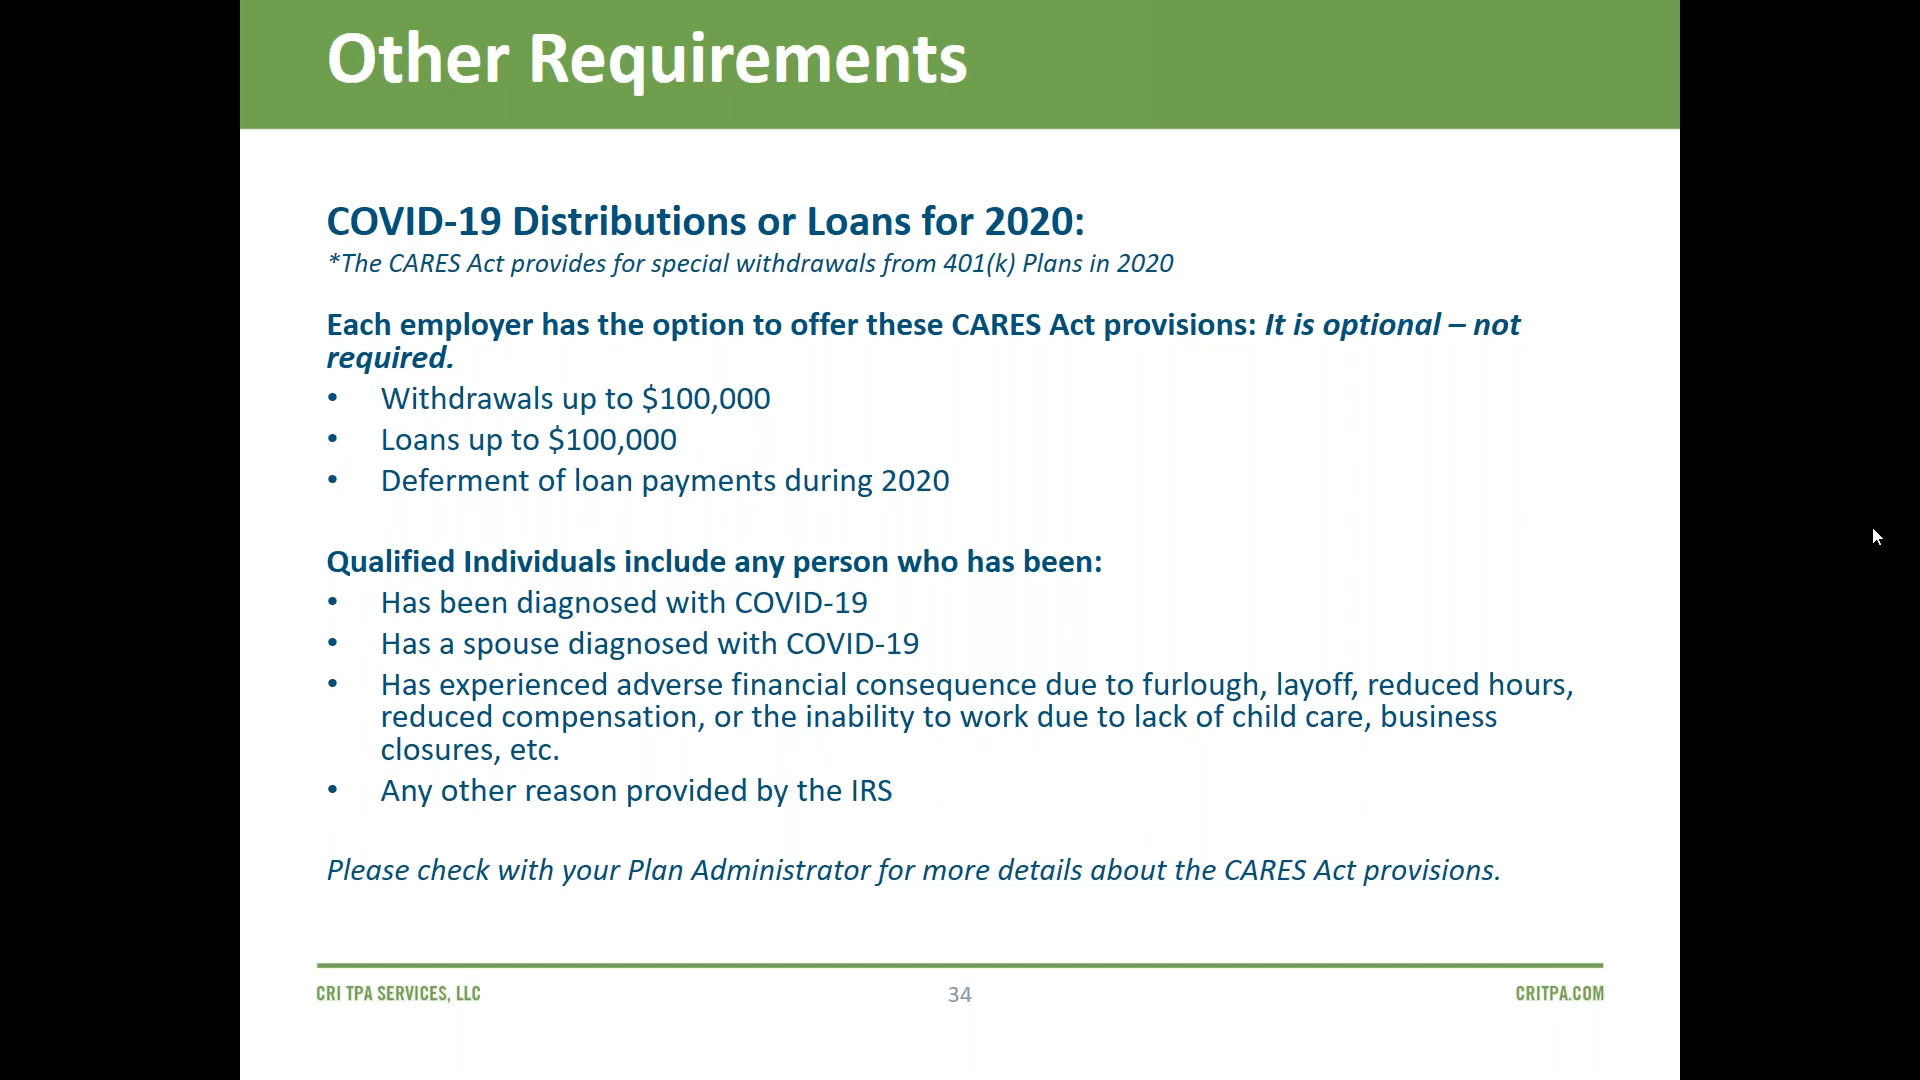 Other Requirements
COVID-19 Distributions or Loans for 2020:
*The CARES Act provides for special withdrawals from 401(k) Plans in 2020
Each employer has the option to offer these CARES Act provisions: It is optional – not
required.
• Withdrawals up to $100,000
• Loans up to $100,000
• Deferment of loan payments during 2020
Qualified Individuals include any person who has been:
• Has been diagnosed with COVID-19
• Has a spouse diagnosed with COVID-19
• Has experienced adverse financial consequence due to furlough, layoff, reduced hours,
reduced compensation, or the inability to work due to lack of child care, business
closures, etc.
• Any other reason provided by the IRS
Please check with your Plan Administrator for more details about the CARES Act provisions.
CRI TPA SERVICES, LLC
34
CRITPA.COM